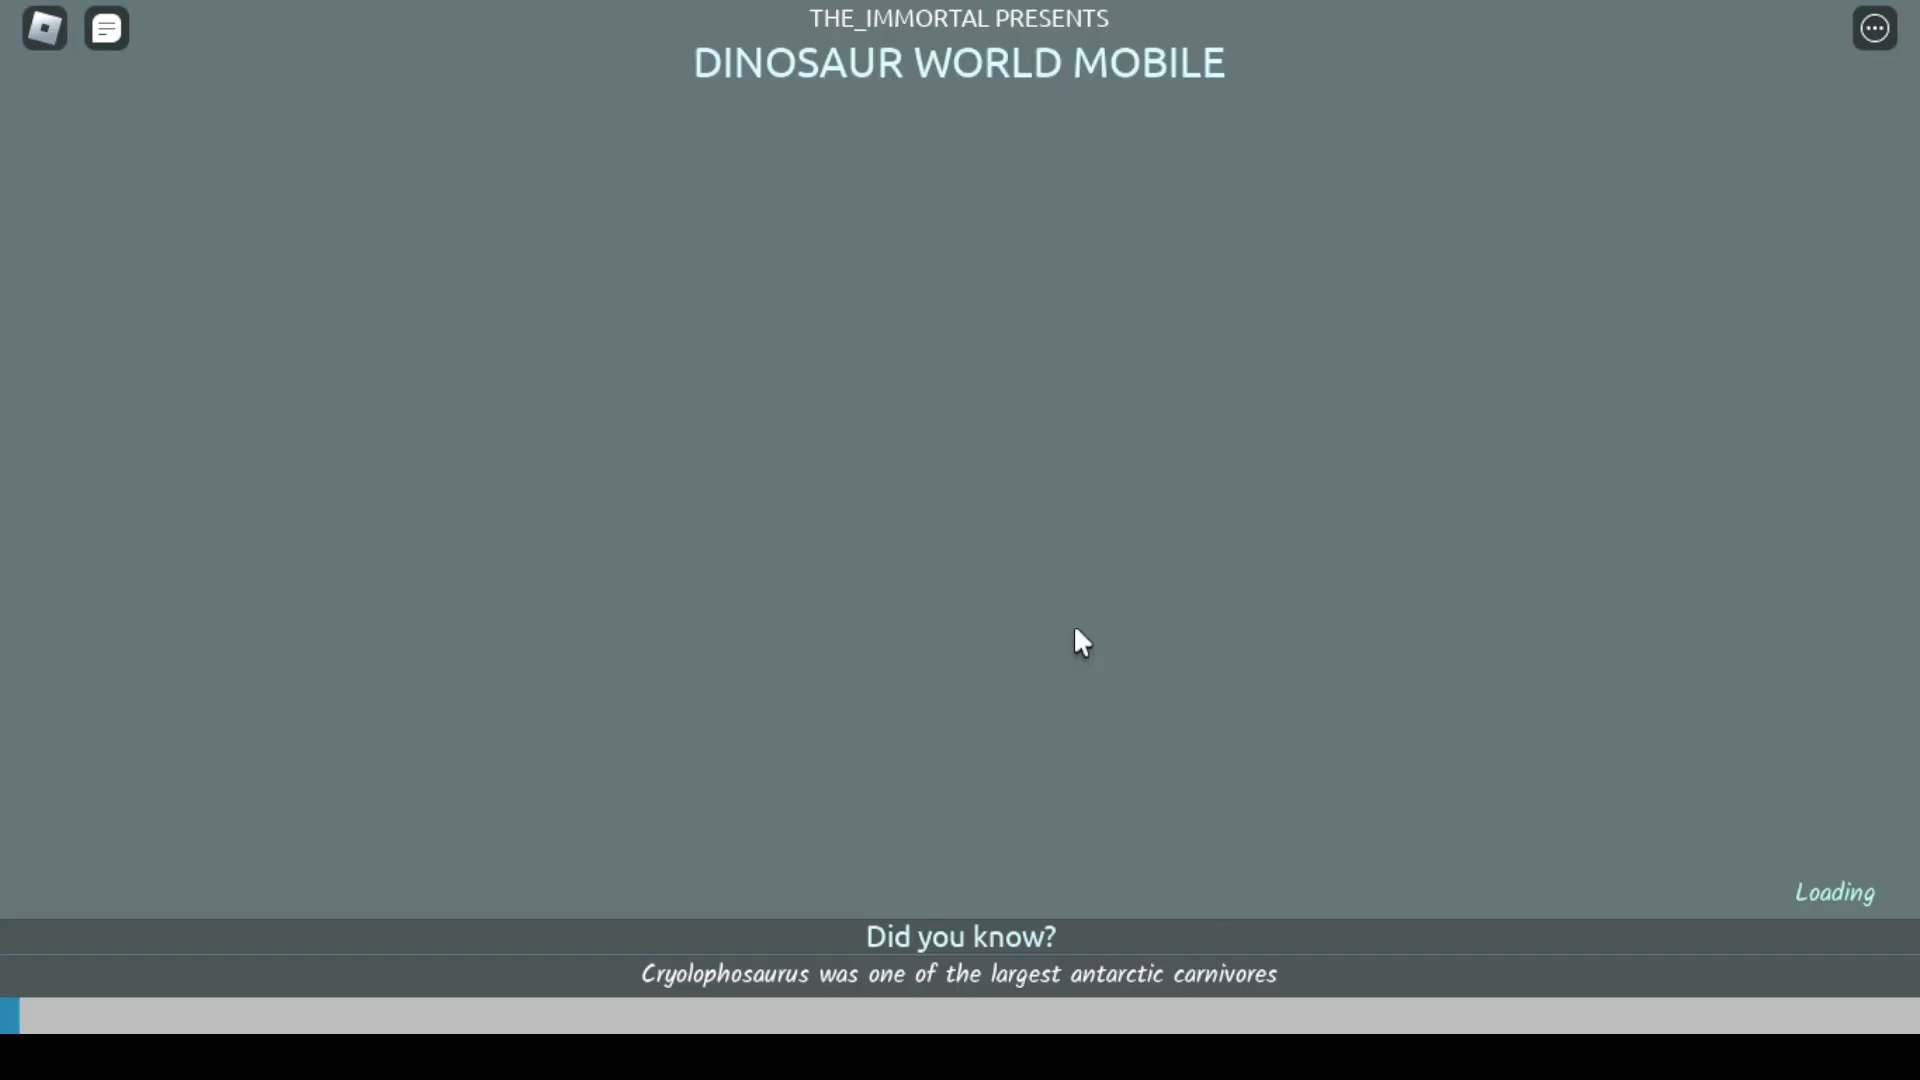 THE_IMMORTAL PRESENTS
DINOSAUR WORLD MOBILE
Loading
Did you know?
Cryolophosaurus was one of the largest antarctic carnivores